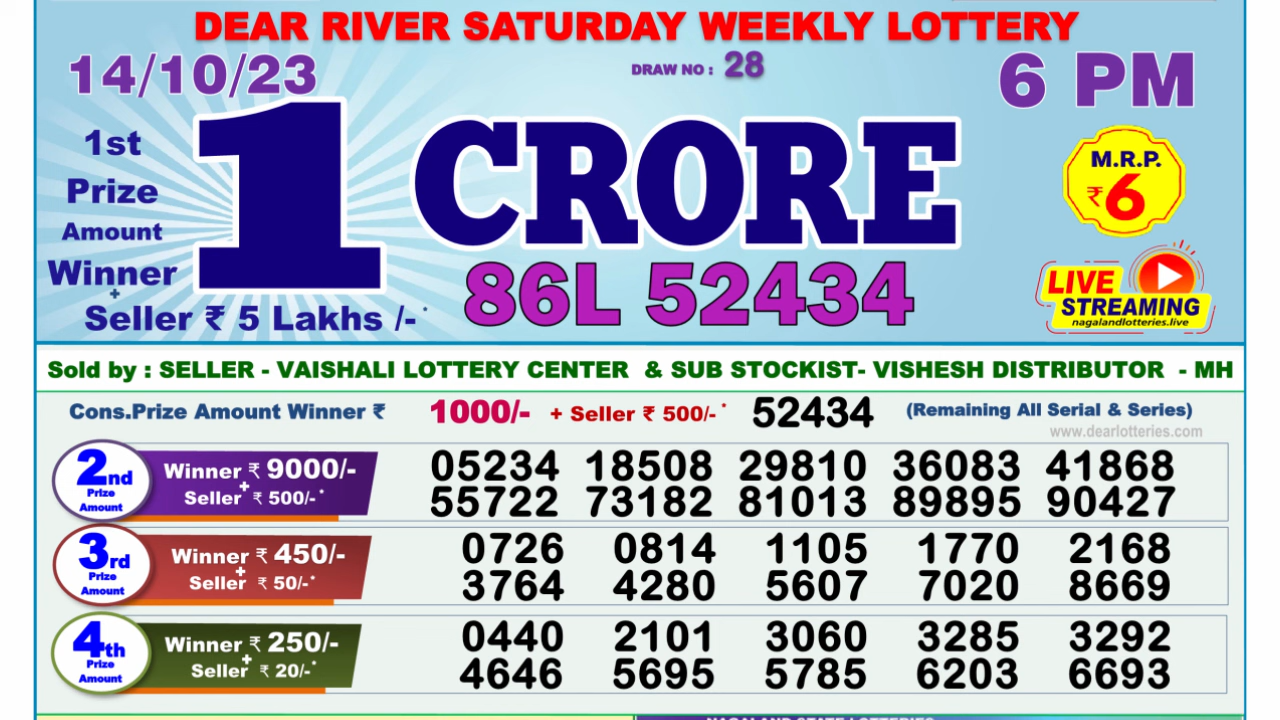 DEAR RIVER SATURDAY WEEKLY LOTTERY
14/10/23
DRAW NO : 28
6 PM
1st
Prize
Amount
Winner
+
Seller ₹ 5 Lakhs /-*
1 CRORE
86L 52434
M.R.P.
₹6
LIVE
STREAMING
nagalandlotteries.live
Sold by : SELLER - VAISHALI LOTTERY CENTER & SUB STOCKIST- VISHESH DISTRIBUTOR - MH
Cons.Prize Amount Winner ₹ 1000/- + Seller ₹ 500/-* 52434 (Remaining All Serial & Series)
www.dearlotteries.com
2nd
Prize
Amount
Winner ₹ 9000/-
+
Seller ₹ 500/-*
05234 18508 29810 36083 41868
55722 73182 81013 89895 90427
3rd
Prize
Amount
Winner ₹ 450/-
+
Seller ₹ 50/-*
0726 0814 1105 1770 2168
3764 4280 5607 7020 8669
4th
Prize
Amount
Winner ₹ 250/-
+
Seller ₹ 20/-*
0440 2101 3060 3285 3292
4646 5695 5785 6203 6693
NAGALAND STATE LOTTERIES